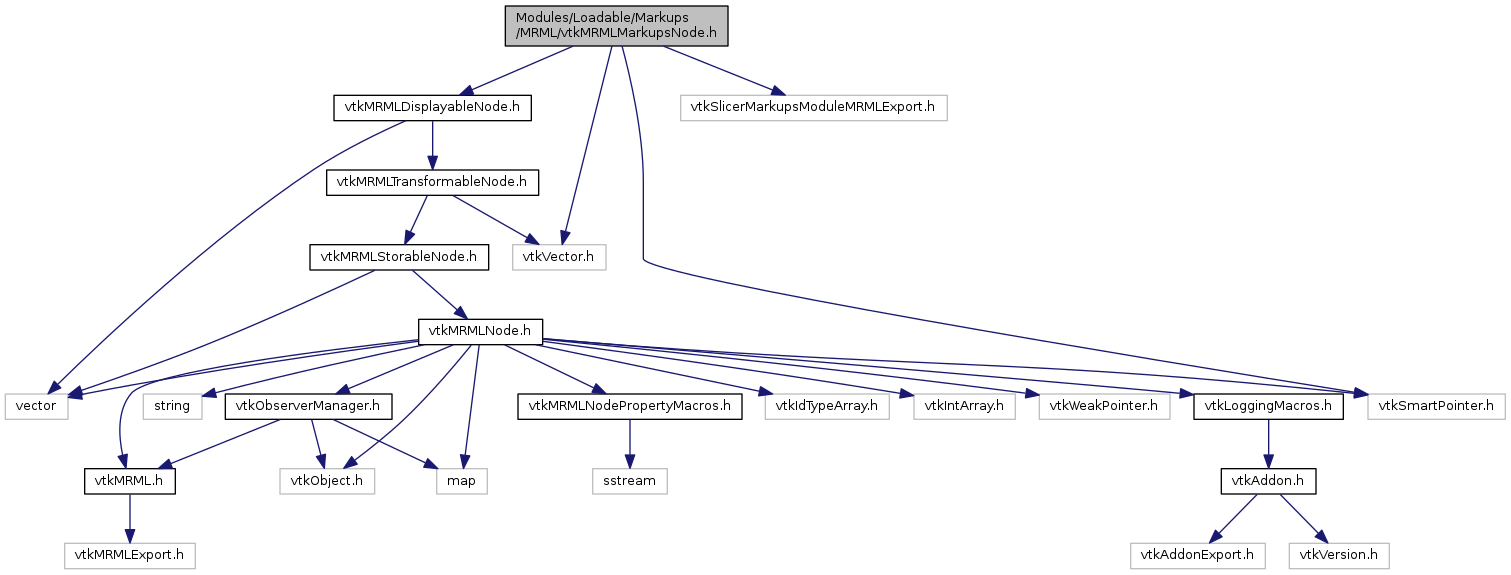 Modules/Loadable/Markups
/MRML/vtkMRMLMarkupsNode.h
vtkMRMLDisplayableNode.h
vtkSlicerMarkupsModuleMRMLExport.h
vtkMRMLTransformableNode.h
vtkMRMLStorableNode.h
vtkVector.h
vtkMRMLNode.h
vector
string
vtkObserverManager.h
vtkMRMLNodePropertyMacros.h
vtkIdTypeArray.h
vtkIntArray.h
vtkWeakPointer.h
vtkLoggingMacros.h
vtkSmartPointer.h
vtkMRML.h
vtkObject.h
map
sstream
vtkAddon.h
vtkMRMLExport.h
vtkAddonExport.h
vtkVersion.h